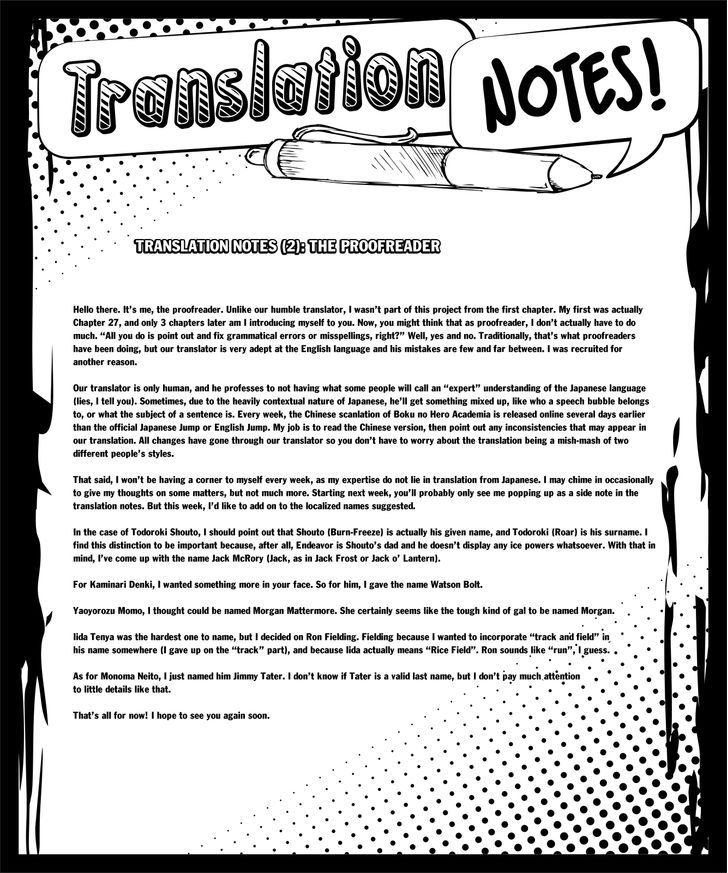 Translation
NOTES!
TRANSLATION NOTES (2): THE PROOFREADER
Hello there. It's me, the proofreader. Unlike our humble translator, I wasn't part of this project from the first chapter. My first was actually
Chapter 27, and only 3 chapters later am I introducing myself to you. Now, you might think that as proofreader, I don't actually have to do
much. “All you do is point out and fix grammatical errors or misspellings, right?” Well, yes and no. Traditionally, that's what proofreaders
have been doing, but our translator is very adept at the English language and his mistakes are few and far between. I was recruited for
another reason.
Our translator is only human, and he professes to not having what some people will call an “expert” understanding of the Japanese language
(lies, I tell you). Sometimes, due to the heavily contextual nature of Japanese, he'll get something mixed up, like who a speech bubble belongs
to, or what the subject of a sentence is. Every week, the Chinese scanlation of Boku no Hero Academia is released online several days earlier
than the official Japanese Jump or English Jump. My job is to read the Chinese version, then point out any inconsistencies that may appear in
our translation. All changes have gone through our translator so you don't have to worry about the translation being a mish-mash of two
different people's styles.
That said, I won't be having a corner to myself every week, as my expertise do not lie in translation from Japanese. I may chime in occasionally
to give my thoughts on some matters, but not much more. Starting next week, you'll probably only see me popping up as a side note in the
translation notes. But this week, I'd like to add on to the localized names suggested.
In the case of Todoroki Shouto, I should point out that Shouto (Burn-Freeze) is actually his given name, and Todoroki (Roar) is his surname. I
find this distinction to be important because, after all, Endeavor is Shouto's dad and he doesn't display any ice powers whatsoever. With that in
mind, I've come up with the name Jack McRory (Jack, as in Jack Frost or Jack o' Lantern).
For Kaminari Denki, I wanted something more in your face. So for him, I gave the name Watson Bolt.
Yaoyorozu Momo, I thought could be named Morgan Mattermore. She certainly seems like the tough kind of gal to be named Morgan.
Iida Tenya was the hardest one to name, but I decided on Ron Fielding. Fielding because I wanted to incorporate “track and field” in
his name somewhere (I gave up on the “track” part), and because Iida actually means “Rice Field”. Ron sounds like “run”, I guess.
As for Monoma Neito, I just named him Jimmy Tater. I don't know if Tater is a valid last name, but I don't pay much attention
to little details like that.
That's all for now! I hope to see you again soon.